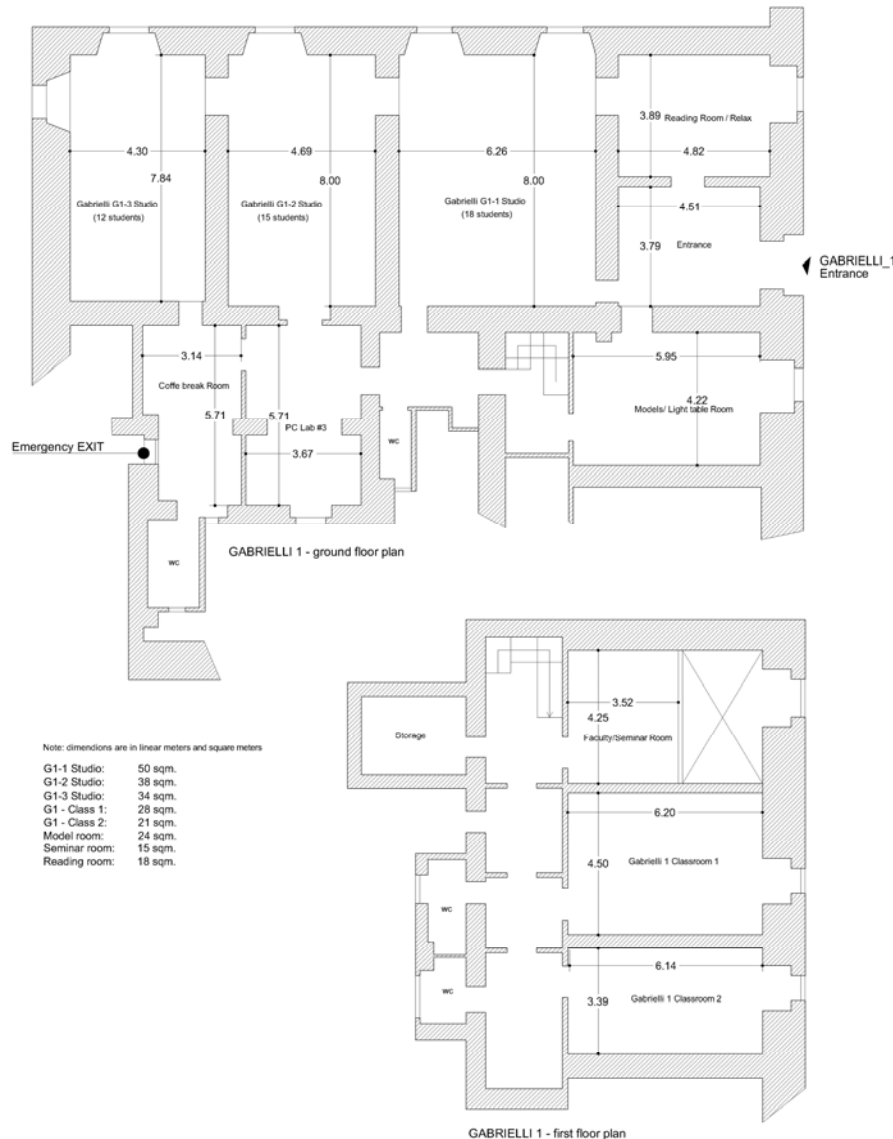 3.89
Reading Room / Relax
4.30
4.69
6.26
4.82
7.84
8.00
8.00
Gabrielli G1-3 Studio
(12 students)
Gabrielli G1-2 Studio
(15 students)
Gabrielli G1-1 Studio
(18 students)
4.51
3.79
Entrance
GABRIELLI_1
Entrance
3.14
5.95
Coffe break Room
4.22
5.71
5.71
Models/ Light table Room
PC Lab #3
Emergency EXIT
WC
3.67
GABRIELLI 1 - ground floor plan
WC
3.52
4.25
Storage
Faculty/Seminar Room
Note: dimendions are in linear meters and square meters
G1-1 Studio: 50 sqm.
G1-2 Studio: 38 sqm.
G1-3 Studio: 34 sqm.
G1 - Class 1: 28 sqm.
G1 - Class 2: 21 sqm.
Model room: 24 sqm.
Seminar room: 15 sqm.
Reading room: 18 sqm.
6.20
4.50
Gabrielli 1 Classroom 1
WC
6.14
WC
3.39
Gabrielli 1 Classroom 2
GABRIELLI 1 - first floor plan